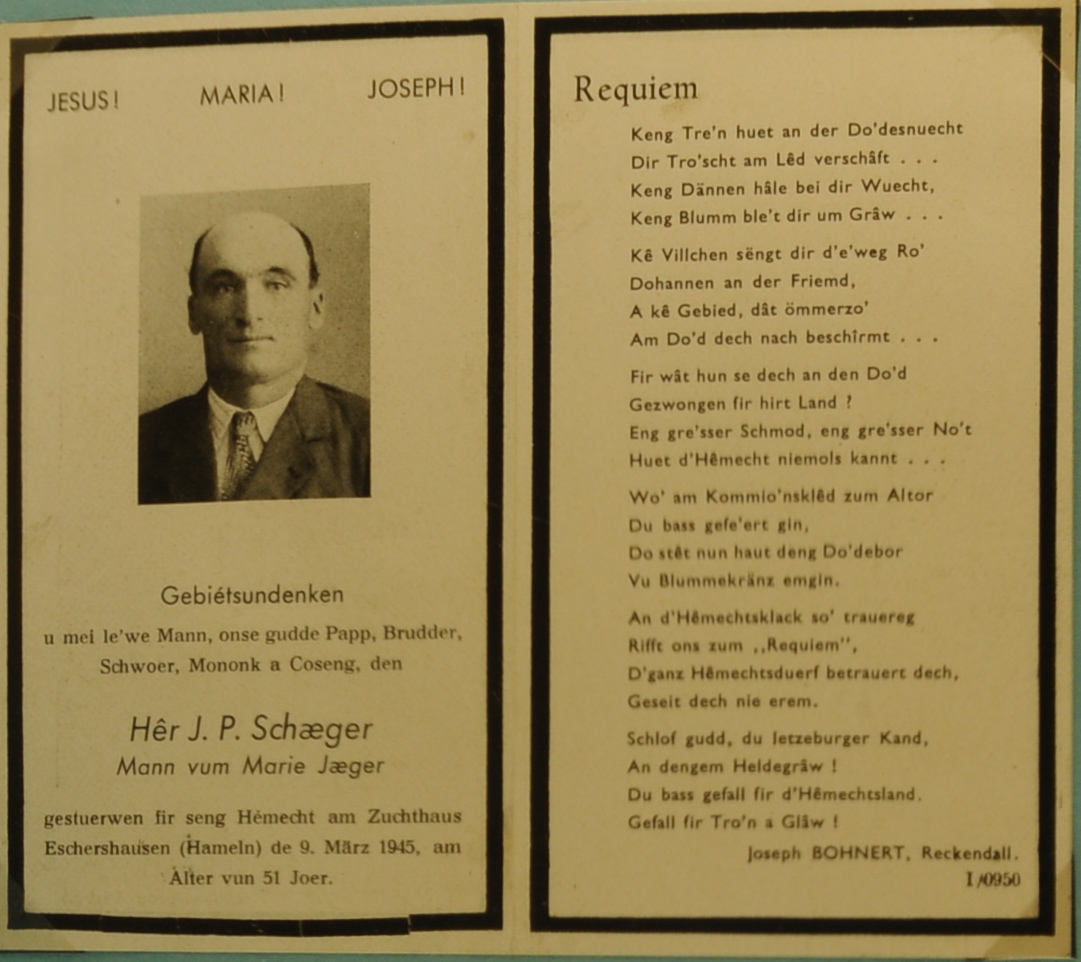 JESUS! MARIA! JOSEPH!
Gebiétsundenken
u mei le'we Mann, onse gudde Papp, Brudder,
Schwoer, Mononk a Coseng, den
Hêr J. P. Schæger
Mann vum Marie Jæger
gestuerwen fir seng Hémecht am Zuchthaus
Eschershausen (Hameln) de 9. März 1945, am
Alter vun 51 Joer.
Requiem
Keng Tre'n huet an der Do'desnuecht
Dir Tro'scht am Lêd verschâft . . .
Keng Dännen hâle bei dir Wuecht,
Keng Blumm ble't dir um Grâw . . .
Kê Villchen sëngt dir d'e'weg Ro'
Dohannen an der Friemd,
A kê Gebied, dât ömmerzo'
Am Do'd dech nach beschîrmt . . .
Fir wât hun se dech an den Do'd
Gezwongen fir hirt Land ?
Eng gre'sser Schmod, eng gre'sser No't
Huet d'Hêmecht niemols kannt . . .
Wo' am Kommio'nsklêd zum Altor
Du bass gefe'ert gin,
Do stêt nun haut deng Do'debor
Vu Blummekränz emgin.
An d'Hêmechtsklack so' trauereg
Rifft ons zum ,,Requiem'',
D'ganz Hêmechtsduerf betrauert dech,
Geseit dech nie erem.
Schlof gudd, du letzeburger Kand,
An dengem Heldegrâw !
Du bass gefall fir d'Hêmechtsland.
Gefall fir Tro'n a Glâw !
Joseph BOHNERT, Reckendall.
I/0950